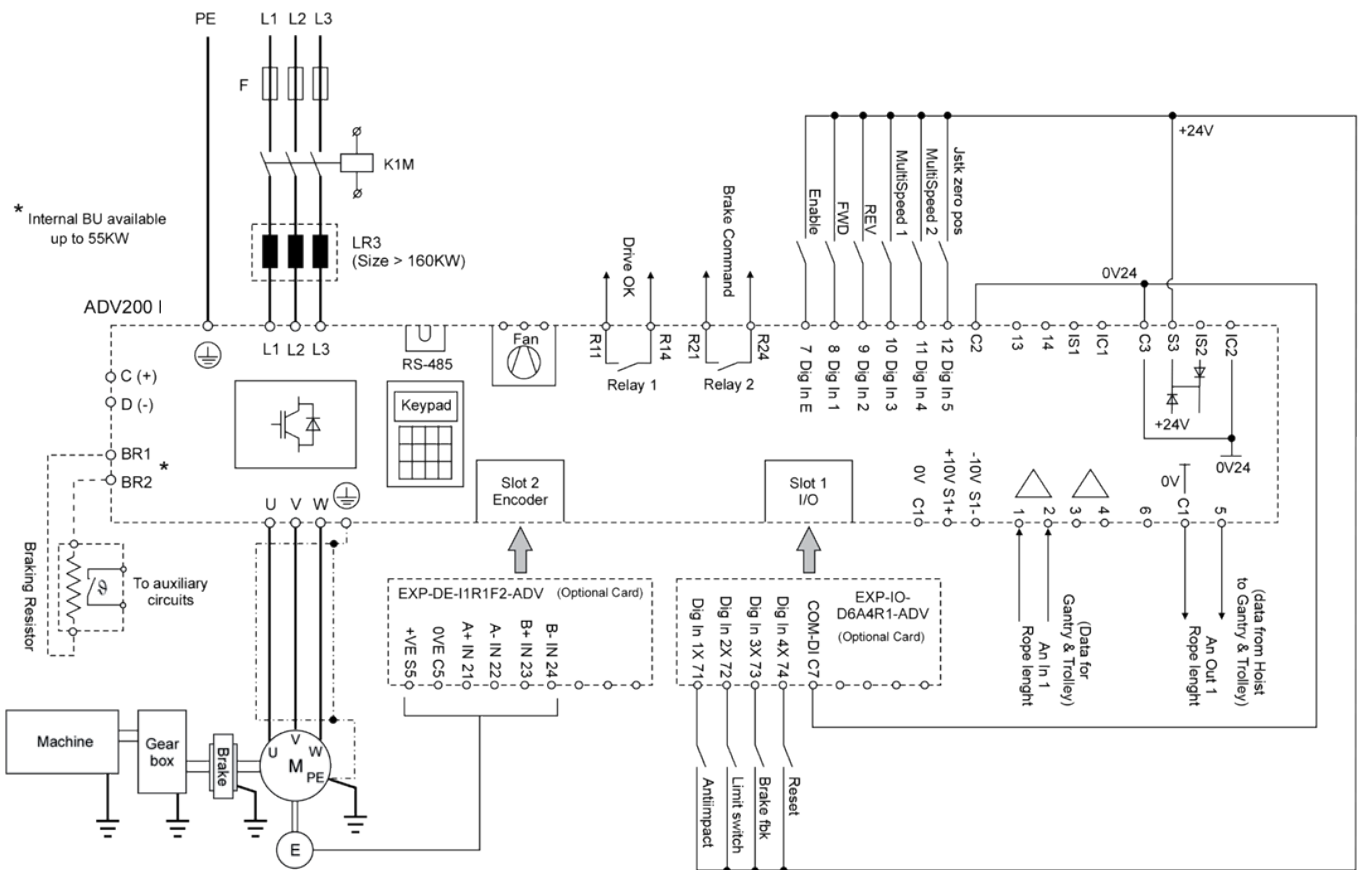 PE
L1 L2 L3
F
K1M
* Internal BU available
up to 55KW
LR3
(Size > 160KW)
ADV200 I
Drive OK
Brake Command
Enable
FWD
REV
MultiSpeed 1
MultiSpeed 2
Jstk zero pos
+24V
0V24
L1 L2 L3
RS-485
Fan
R11
R14
Relay 1
R21
R24
Relay 2
7 Dig In E
8 Dig In 1
9 Dig In 2
10 Dig In 3
11 Dig In 4
12 Dig In 5
C2
13
14
IS1
IC1
C3
S3
IS2
IC2
+24V
0V24
C (+)
D (-)
BR1
BR2 *
Keypad
Slot 2
Encoder
Slot 1
I/O
U V W
0V C1
+10V S1+
-10V S1-
1
2
3
4
6
0V
C1
5
Braking Resistor
To auxiliary
circuits
EXP-DE-I1R1F2-ADV (Optional Card)
+VE S5
0VE C5
A+ IN 21
A- IN 22
B+ IN 23
B- IN 24
EXP-IO-
D6A4R1-ADV
(Optional Card)
Dig In 1X 71
Dig In 2X 72
Dig In 3X 73
Dig In 4X 74
COM-DI C7
Rope lenght
An In 1
(Data for
Gantry & Trolley)
Rope lenght
An Out 1
(data from Hoist
to Gantry & Trolley)
Machine
Gear
box
Brake
U V W
M
PE
E
Antiimpact
Limit switch
Brake fbk
Reset